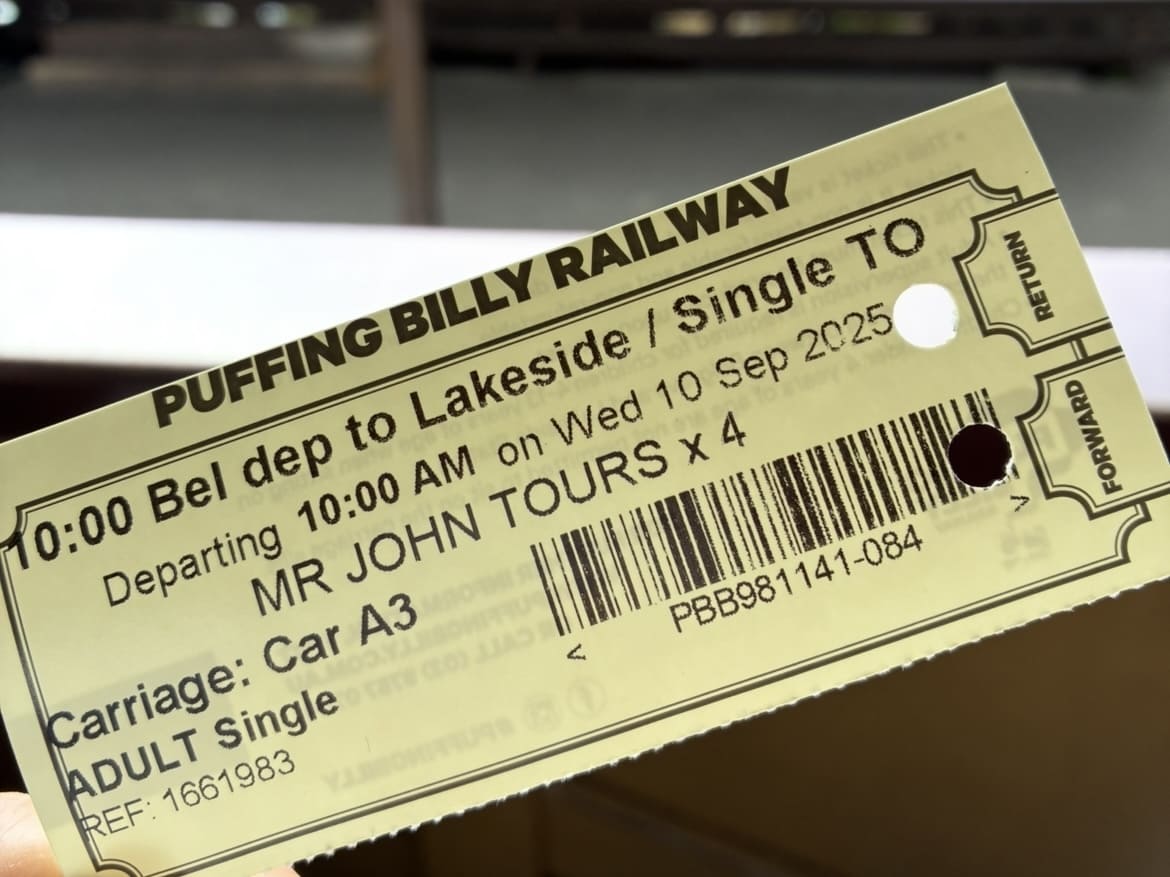 PUFFING BILLY RAILWAY
10:00 Bel dep to Lakeside / Single TO
Departing 10:00 AM on Wed 10 Sep 2025
MR JOHN TOURS x 4
Carriage: Car A3
ADULT Single
REF: 1661983
PBB981141-084
RETURN
FORWARD